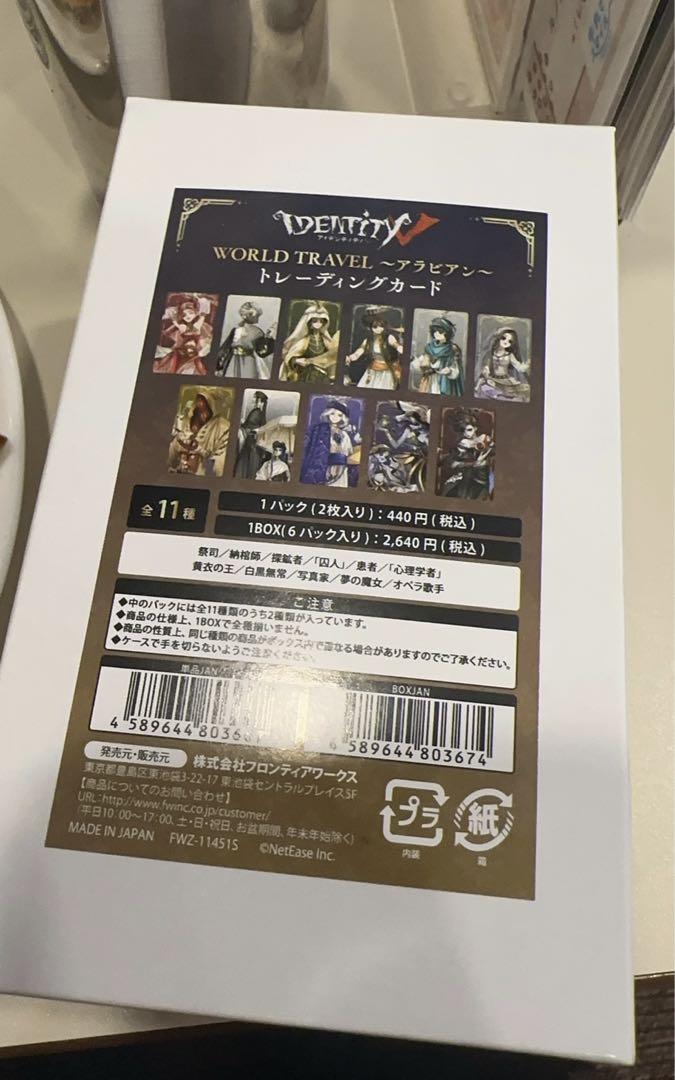 IDENTITY V
アイデンティティ
WORLD TRAVEL ～アラビアン～
トレーディングカード
全11種
1パック(2枚入り):440円(税込)
1BOX(6パック入り):2,640円(税込)
祭司/納棺師/探鉱者/「囚人」/患者/「心理学者」
黄衣の王/白黒無常/写真家/夢の魔女/オペラ歌手
ご注意
◆中のパックには全11種類のうち2種類が入っています。
◆商品の仕様上、1BOXで全種揃いません。
◆商品の性質上、同じ種類の商品がボックス内で重なる場合がありますのでご了承ください。
◆ケースで手を切らないようご注意ください。
単品JAN
BOXJAN
4 589644 803
4 589644 803674
発売元・販売元
株式会社フロンティアワークス
東京都豊島区東池袋3-22-17 東池袋セントラルプレイス5F
【商品についてのお問い合わせ】
URL:http://www.fwinc.co.jp/customer/
(平日10:00～17:00、土・日・祝日、お盆期間、年末年始除く)
MADE IN JAPAN FWZ-11451S ©NetEase Inc.
プラ
内装
紙
箱